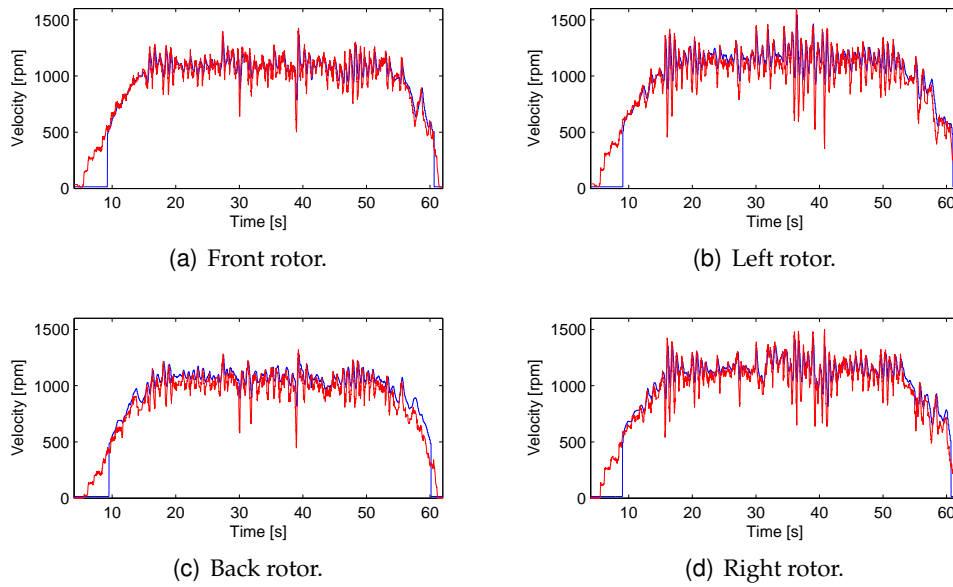 1500
1000
500
0
Velocity [rpm]
10 20 30 40 50 60
Time [s]
(a) Front rotor.
1500
1000
500
0
Velocity [rpm]
10 20 30 40 50 60
Time [s]
(b) Left rotor.
1500
1000
500
0
Velocity [rpm]
10 20 30 40 50 60
Time [s]
(c) Back rotor.
1500
1000
500
0
Velocity [rpm]
10 20 30 40 50 60
Time [s]
(d) Right rotor.